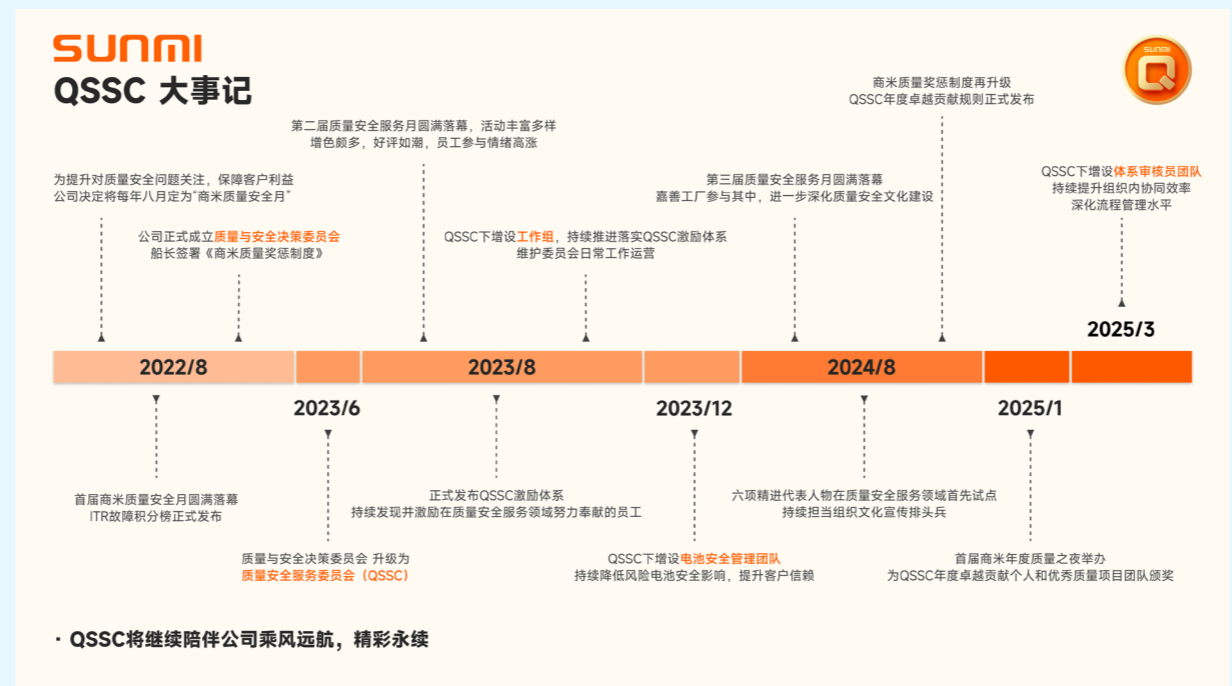 SUNMI
QSSC 大事记
SUNMI
Q
商米质量奖惩制度再升级
QSSC年度卓越贡献规则正式发布
第二届质量安全服务月圆满落幕，活动丰富多样
增色颇多，好评如潮，员工参与情绪高涨
为提升对质量安全问题关注，保障客户利益
公司决定将每年八月定为“商米质量安全月”
第三届质量安全服务月圆满落幕
嘉善工厂参与其中，进一步深化质量安全文化建设
QSSC下增设体系审核员团队
持续提升组织内协同效率
深化流程管理水平
公司正式成立质量与安全决策委员会
船长签署《商米质量奖惩制度》
QSSC下增设工作组，持续推进落实QSSC激励体系
维护委员会日常工作运营
2025/3
2022/8
2023/8
2024/8
2023/6
2023/12
2025/1
首届商米质量安全月圆满落幕
ITR故障积分榜正式发布
正式发布QSSC激励体系
持续发现并激励在质量安全服务领域努力奉献的员工
六项精进代表人物在质量安全服务领域首先试点
持续担当组织文化宣传排头兵
质量与安全决策委员会 升级为
质量安全服务委员会（QSSC）
QSSC下增设电池安全管理团队
持续降低风险电池安全影响，提升客户信赖
首届商米年度质量之夜举办
为QSSC年度卓越贡献个人和优秀质量项目团队颁奖
· QSSC将继续陪伴公司乘风远航，精彩永续